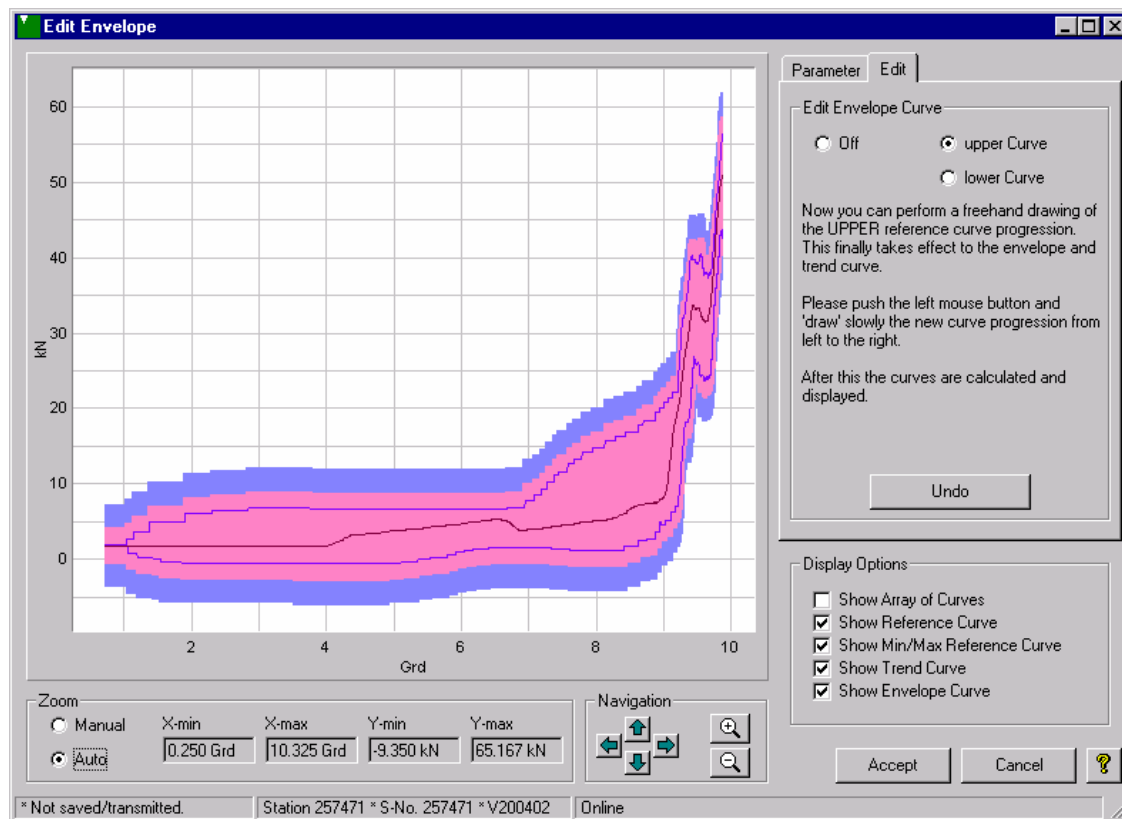 Edit Envelope
60
50
40
30
20
10
0
kN
2
4
6
8
10
Grd
Parameter
Edit
Edit Envelope Curve
Off
upper Curve
lower Curve
Now you can perform a freehand drawing of
the UPPER reference curve progression.
This finally takes effect to the envelope and
trend curve.
Please push the left mouse button and
'draw' slowly the new curve progression from
left to the right.
After this the curves are calculated and
displayed.
Undo
Display Options
Show Array of Curves
Show Reference Curve
Show Min/Max Reference Curve
Show Trend Curve
Show Envelope Curve
Zoom
Manual
Auto
X-min
X-max
Y-min
Y-max
0.250 Grd
10.325 Grd
-9.350 kN
65.167 kN
Navigation
Accept
Cancel
?
* Not saved/transmitted.
Station 257471 * S-No. 257471 * V200402
Online